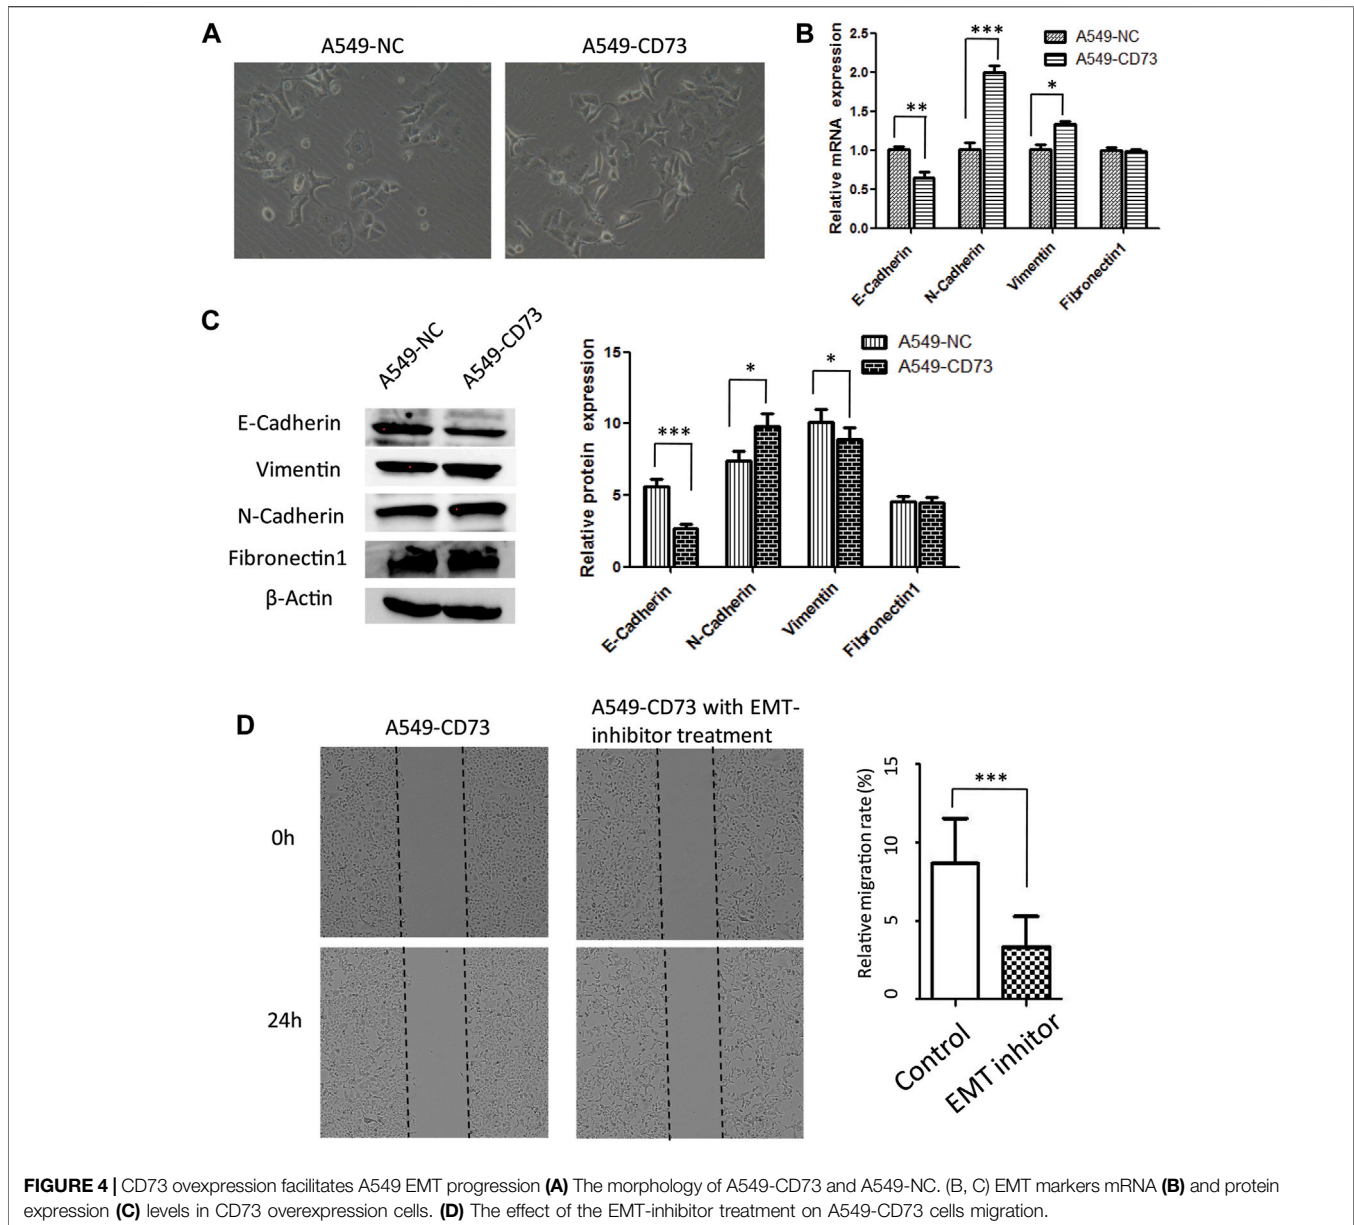 A
A549-NC
A549-CD73
B
Relative mRNA expression
2.5
2.0
1.5
1.0
0.5
0.0
**
***
*
A549-NC
A549-CD73
E-Cadherin
N-Cadherin
Vimentin
Fibronectin1
C
A549-NC
A549-CD73
E-Cadherin
Vimentin
N-Cadherin
Fibronectin1
β-Actin
Relative protein expression
15
10
5
0
***
*
*
A549-NC
A549-CD73
E-Cadherin
N-Cadherin
Vimentin
Fibronectin1
D
A549-CD73
A549-CD73 with EMT-
inhibitor treatment
0h
24h
Relative migration rate (%)
15
10
5
0
***
Control
EMT inhitor
FIGURE 4 | CD73 ovexpression facilitates A549 EMT progression (A) The morphology of A549-CD73 and A549-NC. (B, C) EMT markers mRNA (B) and protein
expression (C) levels in CD73 overexpression cells. (D) The effect of the EMT-inhibitor treatment on A549-CD73 cells migration.